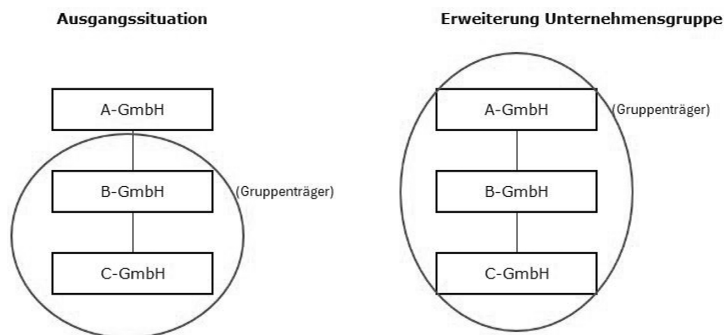 Ausgangssituation
A-GmbH
B-GmbH
(Gruppenträger)
C-GmbH
Erweiterung Unternehmensgruppe
A-GmbH
(Gruppenträger)
B-GmbH
C-GmbH